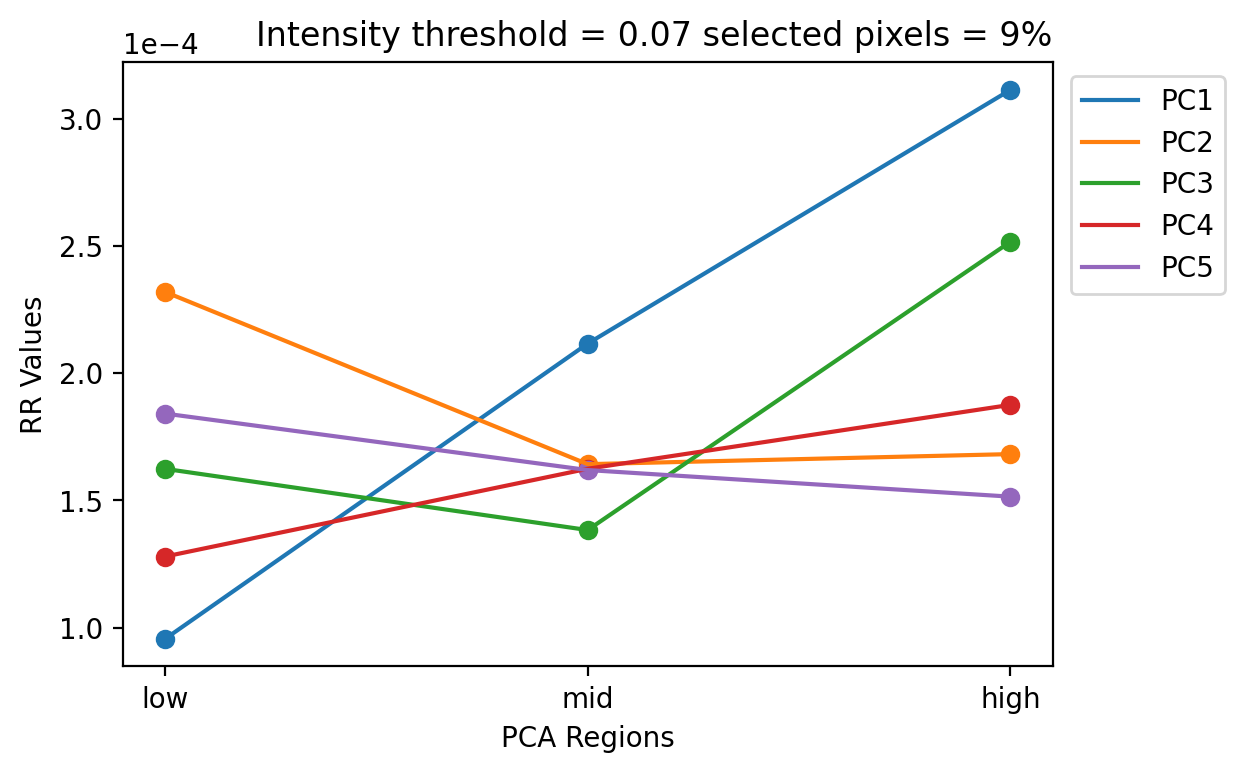 Intensity threshold = 0.07 selected pixels = 9%
1e−4
3.0
2.5
2.0
1.5
1.0
RR Values
low
mid
high
PCA Regions
PC1
PC2
PC3
PC4
PC5